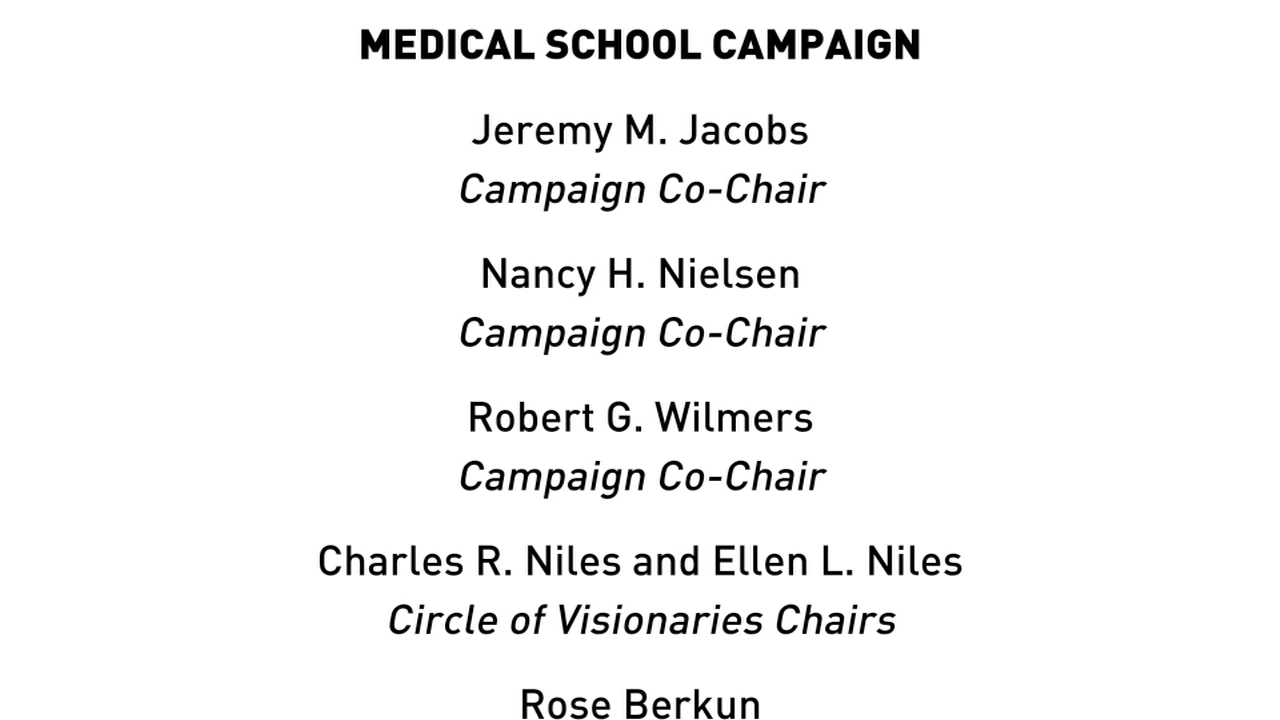 MEDICAL SCHOOL CAMPAIGN
Jeremy M. Jacobs
Campaign Co-Chair
Nancy H. Nielsen
Campaign Co-Chair
Robert G. Wilmers
Campaign Co-Chair
Charles R. Niles and Ellen L. Niles
Circle of Visionaries Chairs
Rose Berkun